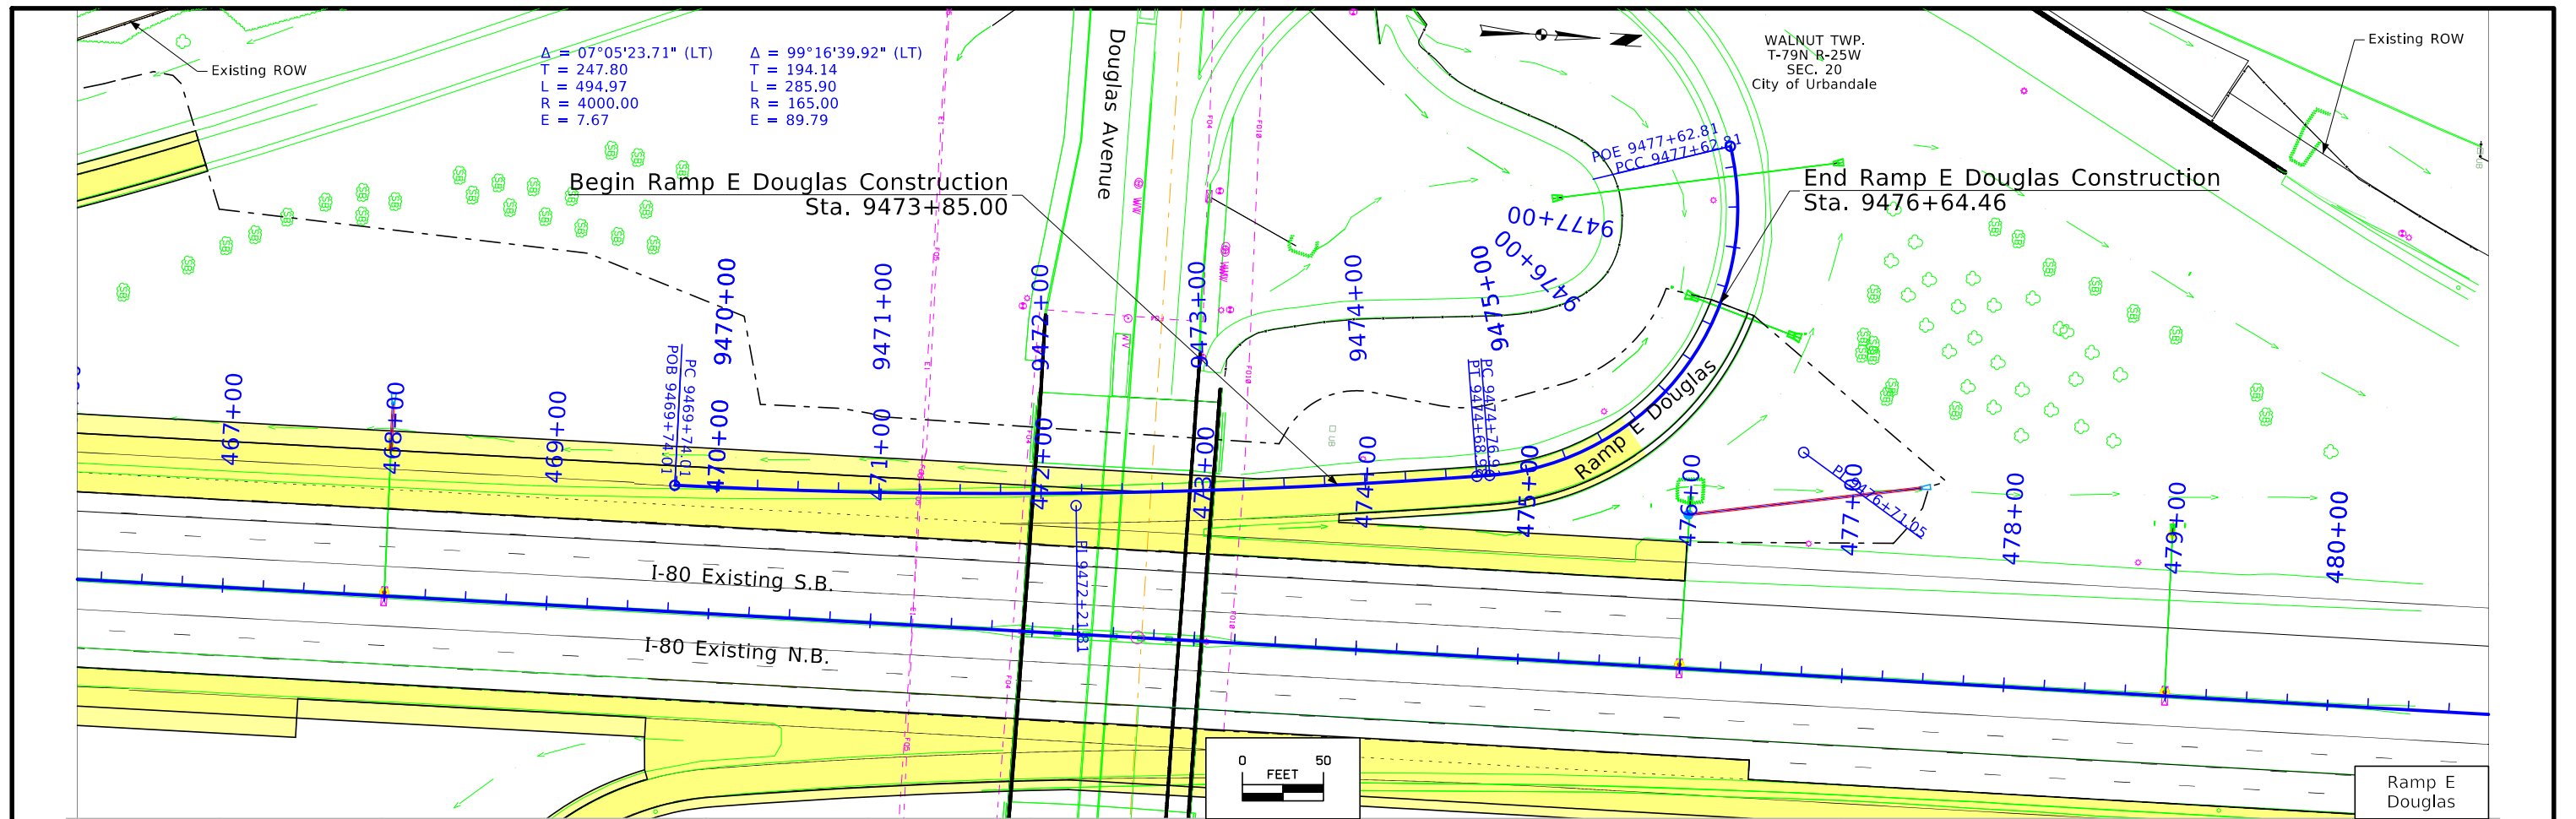 Existing ROW
Δ = 07°05'23.71" (LT)
T = 247.80
L = 494.97
R = 4000.00
E = 7.67
Δ = 99°16'39.92" (LT)
T = 194.14
L = 285.90
R = 165.00
E = 89.79
Douglas Avenue
WALNUT TWP.
T-79N R-25W
SEC. 20
City of Urbandale
Existing ROW
Begin Ramp E Douglas Construction
Sta. 9473+85.00
POE 9477+62.81
PCC 9477+62.81
End Ramp E Douglas Construction
Sta. 9476+64.46
9470+00
9471+00
9472+00
9473+00
9474+00
9475+00
9476+00
9477+00
POB 9469+74.01
PC 9469+74.01
PT 9474+68.98
PC 9474+76.91
Ramp E Douglas
467+00
468+00
469+00
470+00
471+00
472+00
473+00
474+00
475+00
476+00
477+00
478+00
479+00
480+00
PI 9476+71.05
PI 9472+21.81
I-80 Existing S.B.
I-80 Existing N.B.
0 50
FEET
Ramp E
Douglas